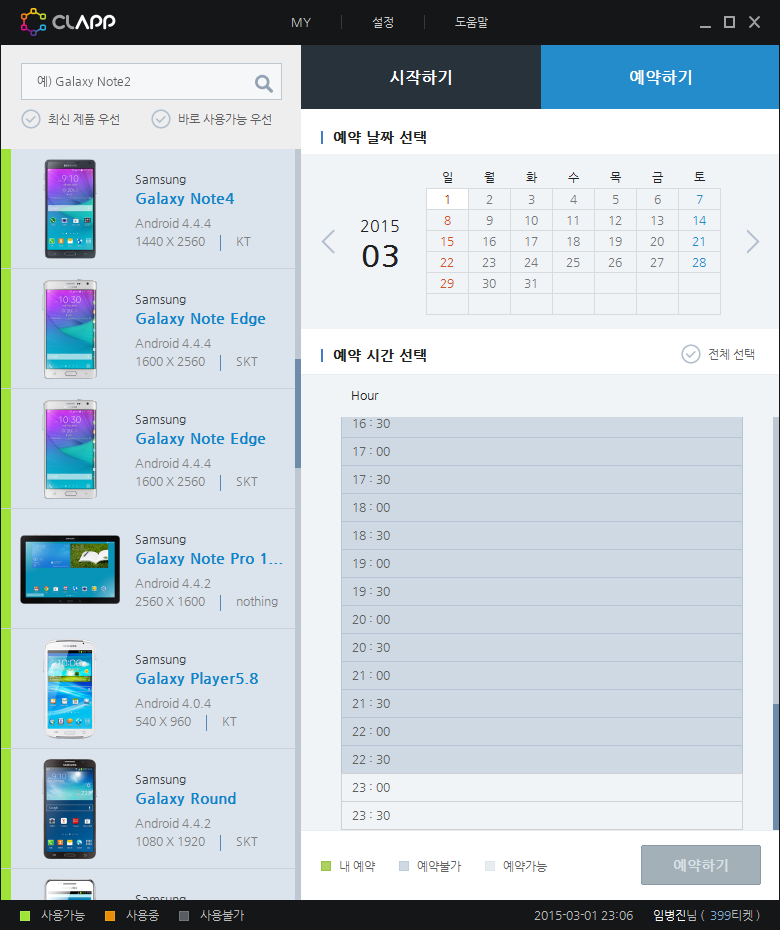 CLAPP
MY 설정 도움말
예) Galaxy Note2
최신 제품 우선 바로 사용가능 우선
Samsung
Galaxy Note4
Android 4.4.4
1440 X 2560 KT
Samsung
Galaxy Note Edge
Android 4.4.4
1600 X 2560 SKT
Samsung
Galaxy Note Edge
Android 4.4.4
1600 X 2560 SKT
Samsung
Galaxy Note Pro 1...
Android 4.4.2
2560 X 1600 nothing
Samsung
Galaxy Player5.8
Android 4.0.4
540 X 960 KT
Samsung
Galaxy Round
Android 4.4.2
1080 X 1920 SKT
Samsung
시작하기 예약하기
예약 날짜 선택
2015
03
일 월 화 수 목 금 토
1 2 3 4 5 6 7
8 9 10 11 12 13 14
15 16 17 18 19 20 21
22 23 24 25 26 27 28
29 30 31
예약 시간 선택 전체 선택
Hour
16 : 30
17 : 00
17 : 30
18 : 00
18 : 30
19 : 00
19 : 30
20 : 00
20 : 30
21 : 00
21 : 30
22 : 00
22 : 30
23 : 00
23 : 30
내 예약 예약불가 예약가능 예약하기
사용가능 사용중 사용불가 2015-03-01 23:06 임병진님 ( 399티켓 )